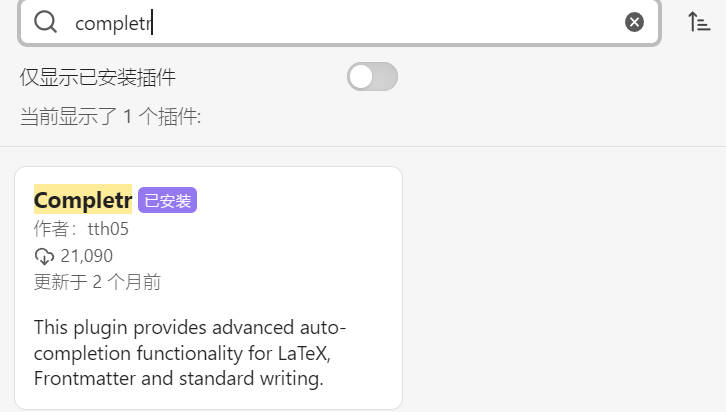 completr
仅显示已安装插件
当前显示了 1 个插件:
Completr 已安装
作者：tth05
21,090
更新于 2 个月前
This plugin provides advanced auto-
completion functionality for LaTeX,
Frontmatter and standard writing.